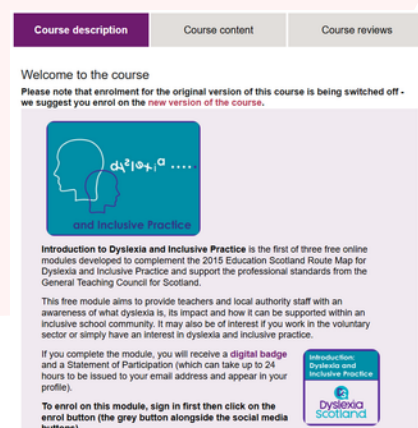 Course description
Course content
Course reviews
Welcome to the course
Please note that enrolment for the original version of this course is being switched off -
we suggest you enrol on the new version of the course.
dyslexia ....
and Inclusive Practice
Introduction to Dyslexia and Inclusive Practice is the first of three free online
modules developed to complement the 2015 Education Scotland Route Map for
Dyslexia and Inclusive Practice and support the professional standards from the
General Teaching Council for Scotland.
This free module aims to provide teachers and local authority staff with an
awareness of what dyslexia is, its impact and how it can be supported within an
inclusive school community. It may also be of interest if you work in the voluntary
sector or simply have an interest in dyslexia and inclusive practice.
If you complete the module, you will receive a digital badge
and a Statement of Participation (which can take up to 24
hours to be issued to your email address and appear in your
profile).
Introduction:
Dyslexia and
Inclusive Practice
Dyslexia
Scotland
To enrol on this module, sign in first then click on the
enrol button (the grey button alongside the social media
buttons)